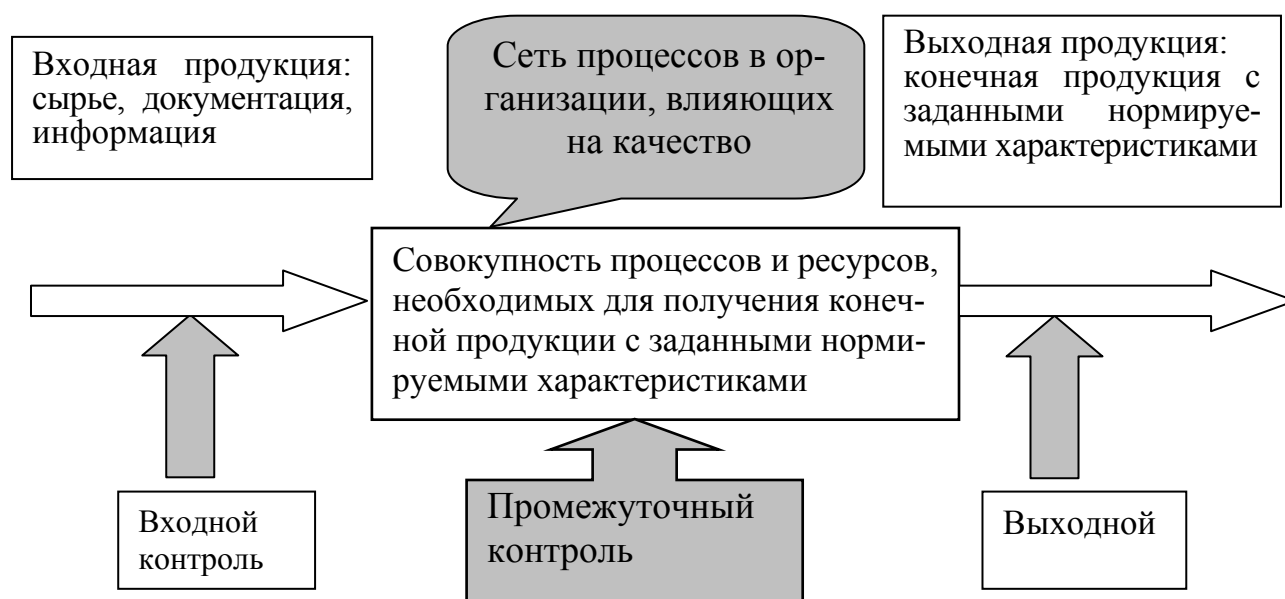 Входная продукция:
сырье, документация,
информация
Сеть процессов в ор-
ганизации, влияющих
на качество
Выходная продукция:
конечная продукция с
заданными нормируе-
мыми характеристиками
Совокупность процессов и ресурсов,
необходимых для получения конеч-
ной продукции с заданными норми-
руемыми характеристиками
Входной
контроль
Промежуточный
контроль
Выходной